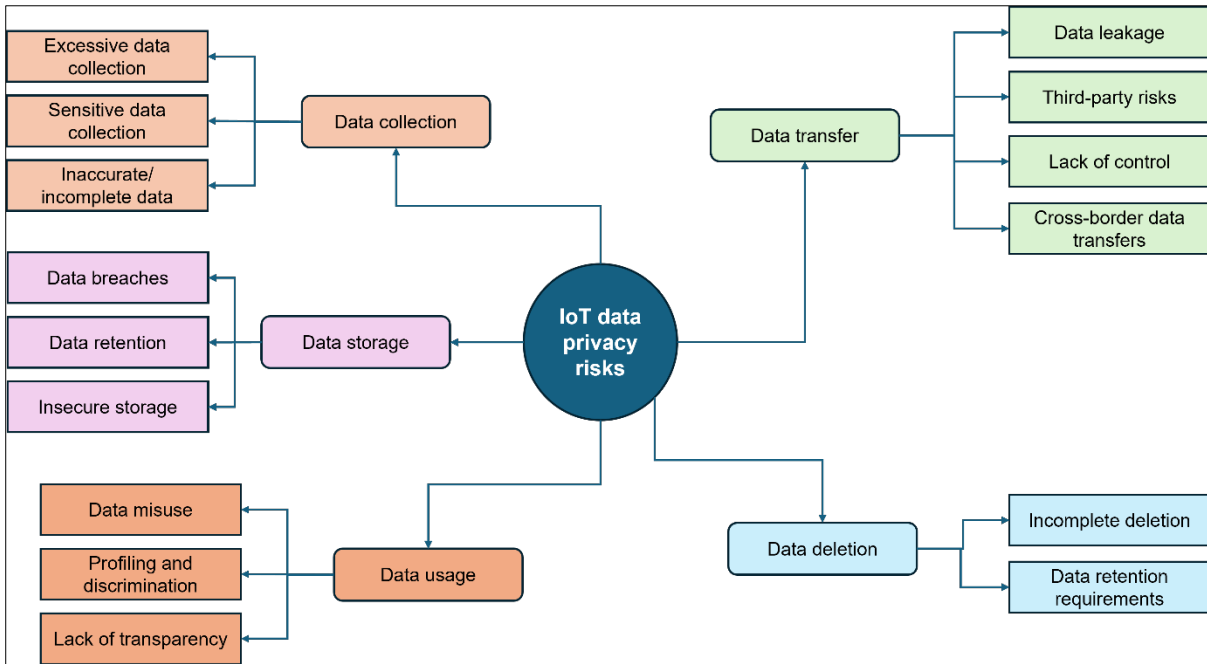 Excessive data
collection
Sensitive data
collection
Inaccurate/
incomplete data
Data collection
Data transfer
Data leakage
Third-party risks
Lack of control
Cross-border data
transfers
Data breaches
Data retention
Insecure storage
Data storage
IoT data
privacy
risks
Data misuse
Profiling and
discrimination
Lack of transparency
Data usage
Data deletion
Incomplete deletion
Data retention
requirements